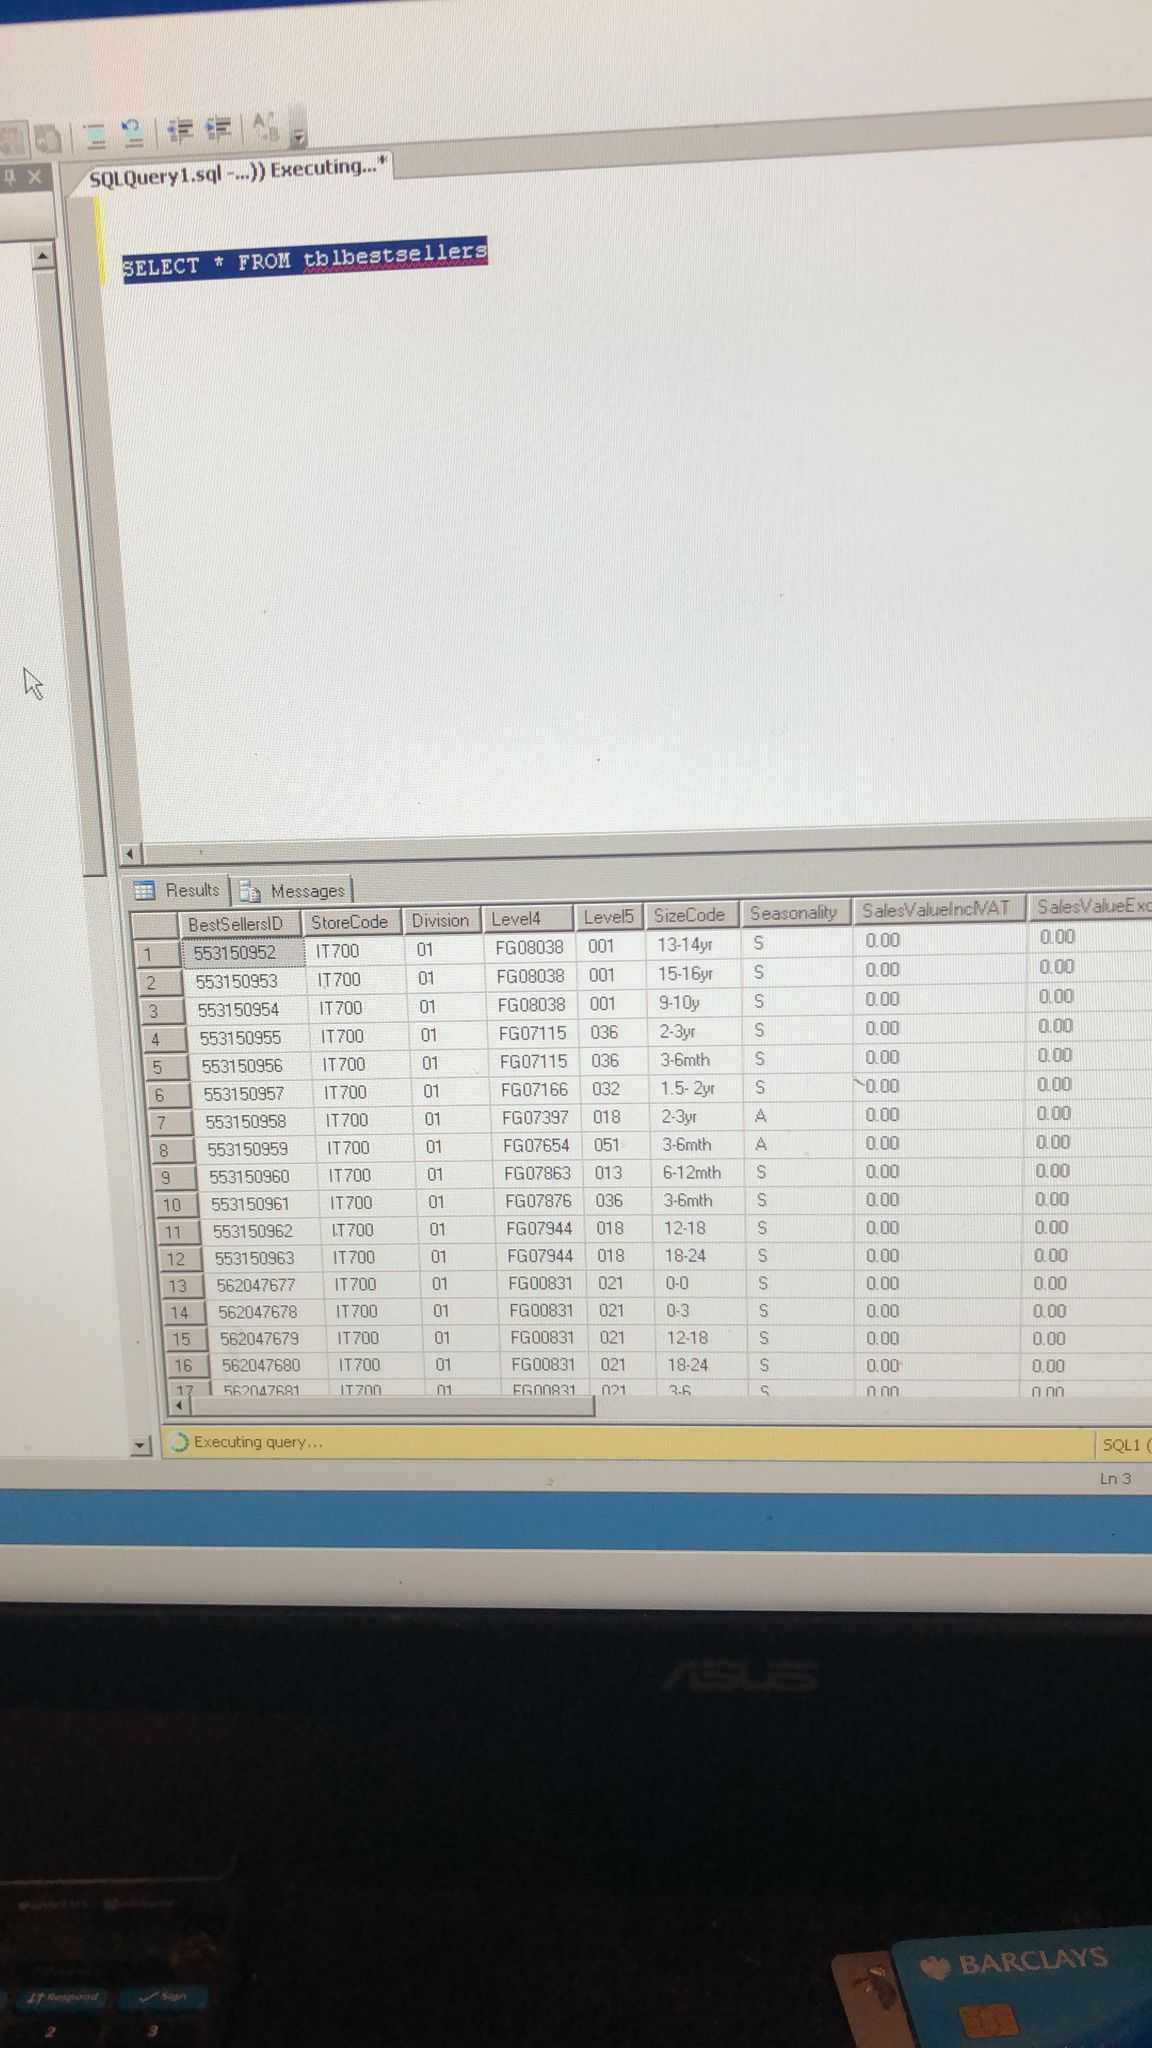 SQLQuery1.sql -...)) Executing...*
SELECT * FROM tblbestsellers
Results Messages
BestSellersID StoreCode Division Level4 Level5 SizeCode Seasonality SalesValueInclVAT SalesValueExc
1 553150952 IT700 01 FG08038 001 13-14yr S 0.00 0.00
2 553150953 IT700 01 FG08038 001 15-16yr S 0.00 0.00
3 553150954 IT700 01 FG08038 001 9-10y S 0.00 0.00
4 553150955 IT700 01 FG07115 036 2-3yr S 0.00 0.00
5 553150956 IT700 01 FG07115 036 3-6mth S 0.00 0.00
6 553150957 IT700 01 FG07166 032 1.5- 2yr S 0.00 0.00
7 553150958 IT700 01 FG07397 018 2-3yr A 0.00 0.00
8 553150959 IT700 01 FG07654 051 3-6mth A 0.00 0.00
9 553150960 IT700 01 FG07863 013 6-12mth S 0.00 0.00
10 553150961 IT700 01 FG07876 036 3-6mth S 0.00 0.00
11 553150962 IT700 01 FG07944 018 12-18 S 0.00 0.00
12 553150963 IT700 01 FG07944 018 18-24 S 0.00 0.00
13 562047677 IT700 01 FG00831 021 0-0 S 0.00 0.00
14 562047678 IT700 01 FG00831 021 0-3 S 0.00 0.00
15 562047679 IT700 01 FG00831 021 12-18 S 0.00 0.00
16 562047680 IT700 01 FG00831 021 18-24 S 0.00 0.00
17 562047681 IT700 01 FG00831 021 3-6 S 0.00 0.00
Executing query... SQL1 (
Ln 3
ASUS
BARCLAYS
Respond Sign
2 3